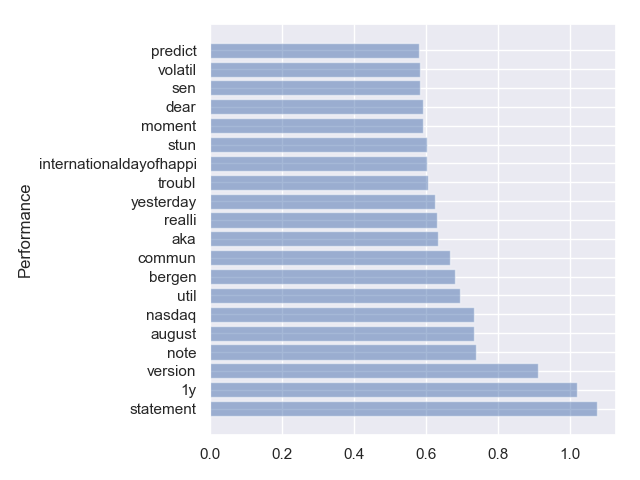 predict
volatil
sen
dear
moment
stun
internationaldayofhappi
troubl
yesterday
realli
aka
commun
bergen
util
nasdaq
august
note
version
1y
statement
Performance
0.0 0.2 0.4 0.6 0.8 1.0